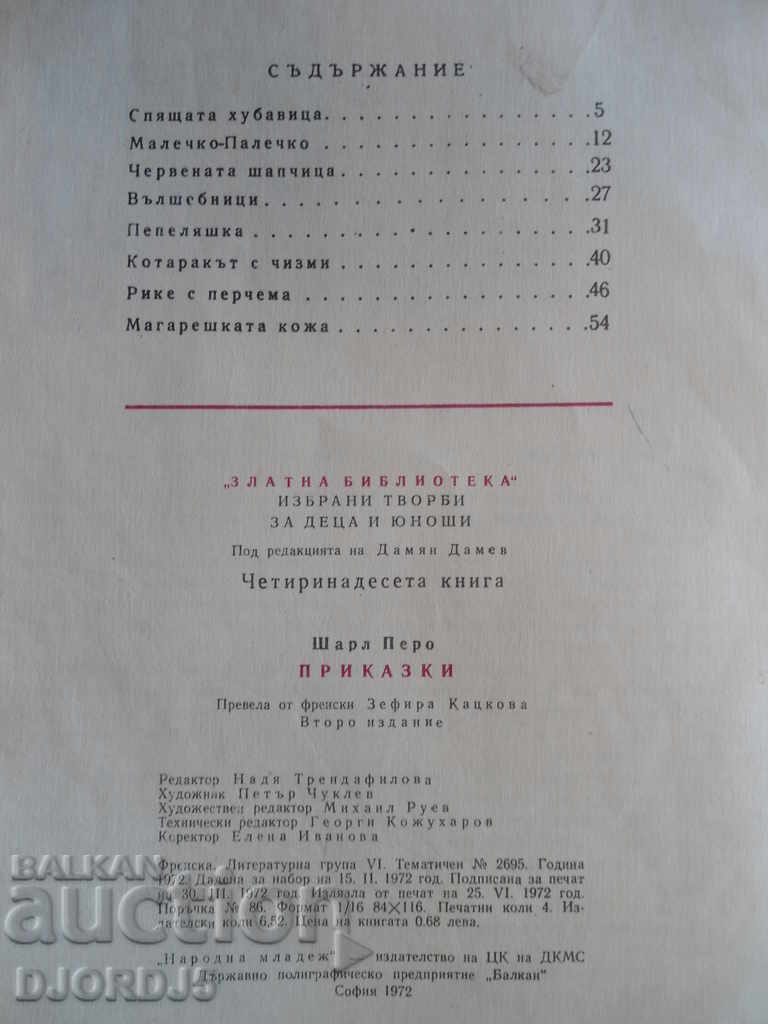 СЪДЪРЖАНИЕ
Спящата хубавица. . . . . . . . . . . . . . . . . 5
Малечко-Палечко . . . . . . . . . . . . . . . . 12
Червената шапчица . . . . . . . . . . . . . . . 23
Вълшебници . . . . . . . . . . . . . . . . . . 27
Пепеляшка . . . . . . . . . . . . . . . . . . . 31
Котаракът с чизми . . . . . . . . . . . . . . . 40
Рике с перчема . . . . . . . . . . . . . . . . 46
Магарешката кожа . . . . . . . . . . . . . . . 54
„ЗЛАТНА БИБЛИОТЕКА“
ИЗБРАНИ ТВОРБИ
ЗА ДЕЦА И ЮНОШИ
Под редакцията на Дамян Дамев
Четиринадесета книга
Шарл Перо
ПРИКАЗКИ
Превела от френски Зефира Кацкова
Второ издание
Редактор Надя Трендафилова
Художник Петър Чуклев
Художествен редактор Михаил Руев
Технически редактор Георги Кожухаров
Коректор Елена Иванова
Френска. Литературна група VI. Тематичен № 2695. Година
1972. Дадена за набор на 15. II. 1972 год. Подписана за печат
на 30. III. 1972 год. Излязла от печат на 25. VI. 1972 год.
Поръчка № 86. Формат 1/16 84×116. Печатни коли 4. Из-
дателски коли 6,52. Цена на книгата 0.68 лева.
„Народна младеж“ — издателство на ЦК на ДКМС
Държавно полиграфическо предприятие „Балкан“
София 1972
BALKAN
auction
DJORDJ5